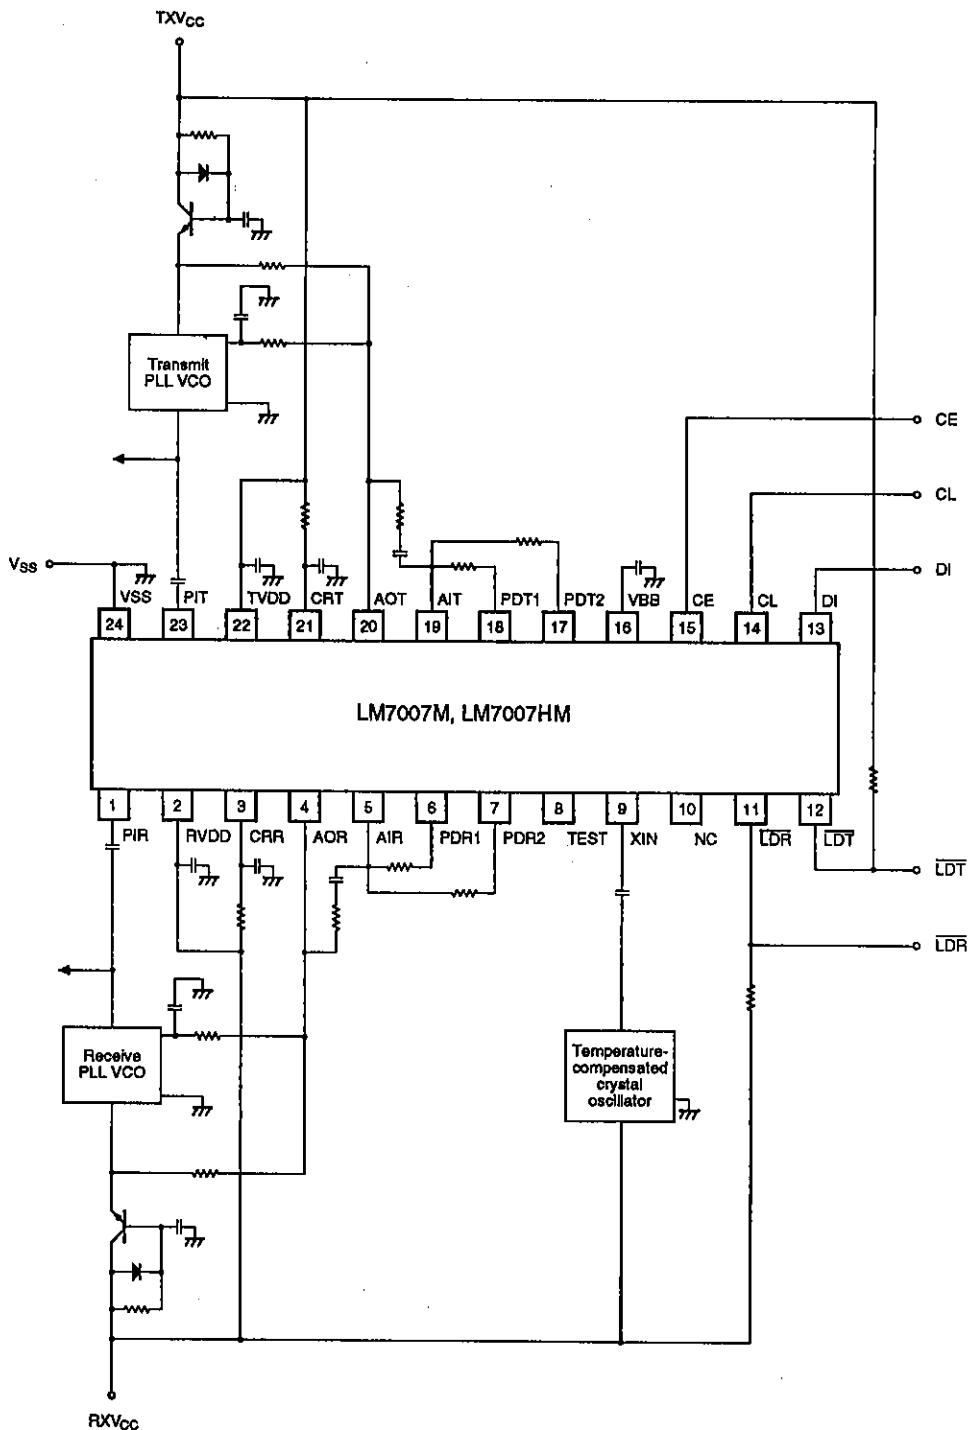 TXVCC
Transmit
PLL VCO
CE
CL
DI
VSS
VSS PIT TVDD CRT AOT AIT PDT1 PDT2 VBB CE CL DI
24 23 22 21 20 19 18 17 16 15 14 13
LM7007M, LM7007HM
1 2 3 4 5 6 7 8 9 10 11 12
PIR RVDD CRR AOR AIR PDR1 PDR2 TEST XIN NC LDR LDT
LDT
LDR
Receive
PLL VCO
Temperature-
compensated
crystal
oscillator
RXVCC